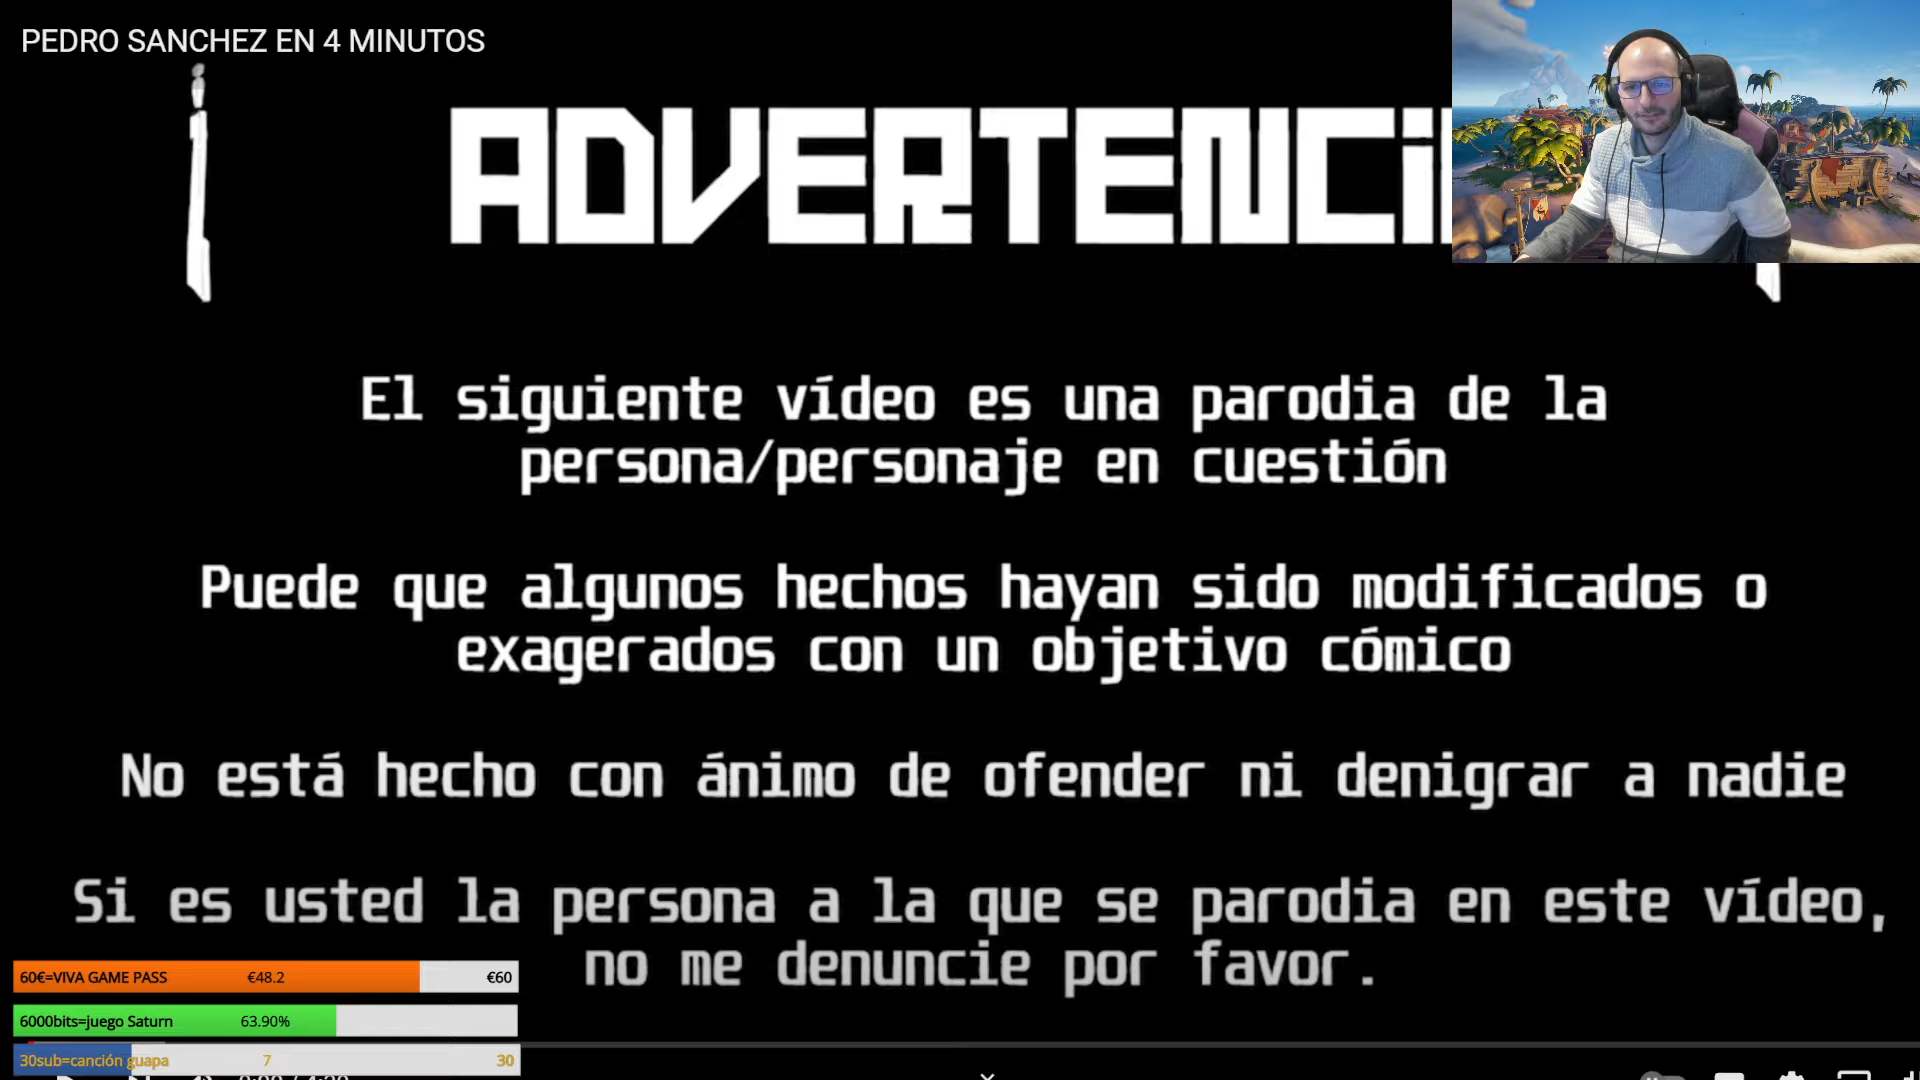 PEDRO SANCHEZ EN 4 MINUTOS
ADVERTENCI
El siguiente vídeo es una parodia de la
persona/personaje en cuestión
Puede que algunos hechos hayan sido modificados o
exagerados con un objetivo cómico
No está hecho con ánimo de ofender ni denigrar a nadie
Si es usted la persona a la que se parodia en este vídeo,
no me denuncie por favor.
60€=VIVA GAME PASS €48.2 €60
6000bits=juego Saturn 63.90%
30sub=canción guapa 7 30